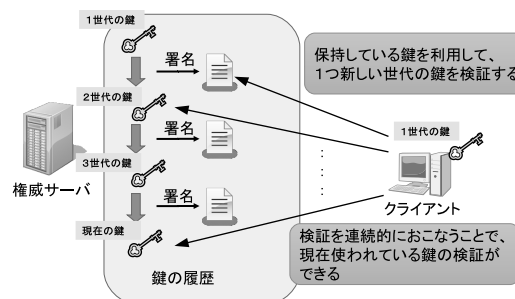 1世代の鍵
署名
保持している鍵を利用して、
1つ新しい世代の鍵を検証する
2世代の鍵
署名
1世代の鍵
3世代の鍵
権威サーバ
署名
クライアント
現在の鍵
検証を連続的におこなうことで、
現在使われている鍵の検証が
できる
鍵の履歴